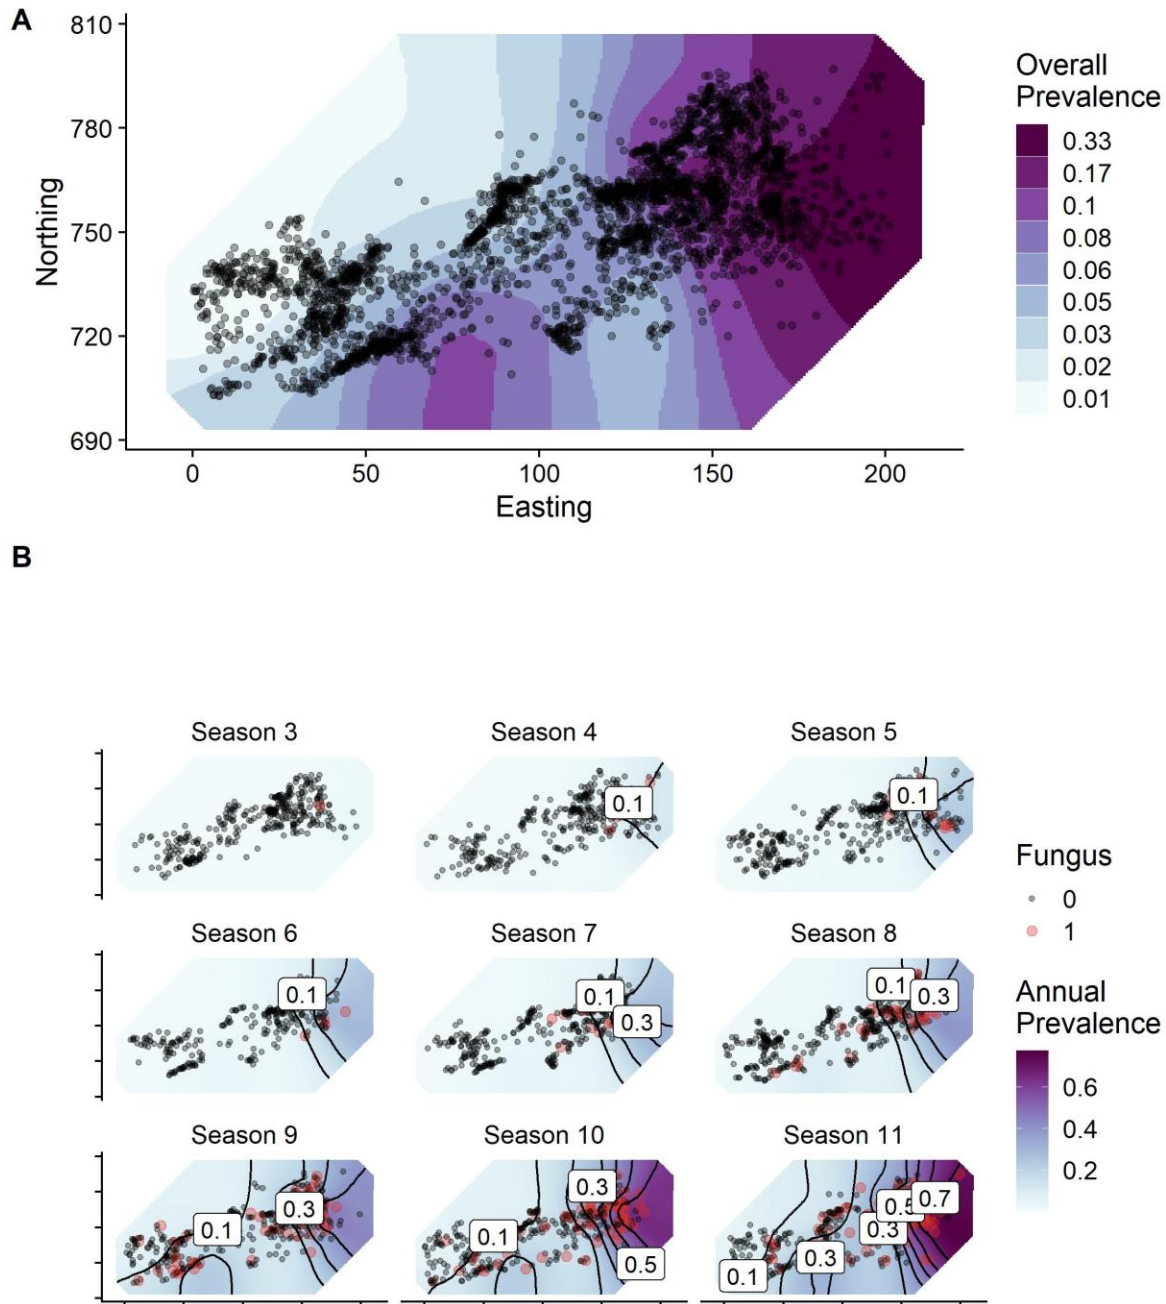 A
810
780
750
720
690
Northing
0 50 100 150 200
Easting
Overall
Prevalence
0.33
0.17
0.1
0.08
0.06
0.05
0.03
0.02
0.01
B
Season 3 Season 4 Season 5
0.1 0.1
Season 6 Season 7 Season 8
0.1 0.1 0.3 0.1 0.3
Season 9 Season 10 Season 11
0.1 0.3 0.1 0.3 0.5 0.1 0.3 0.3 0.5 0.7
Fungus
0
1
Annual
Prevalence
0.6
0.4
0.2